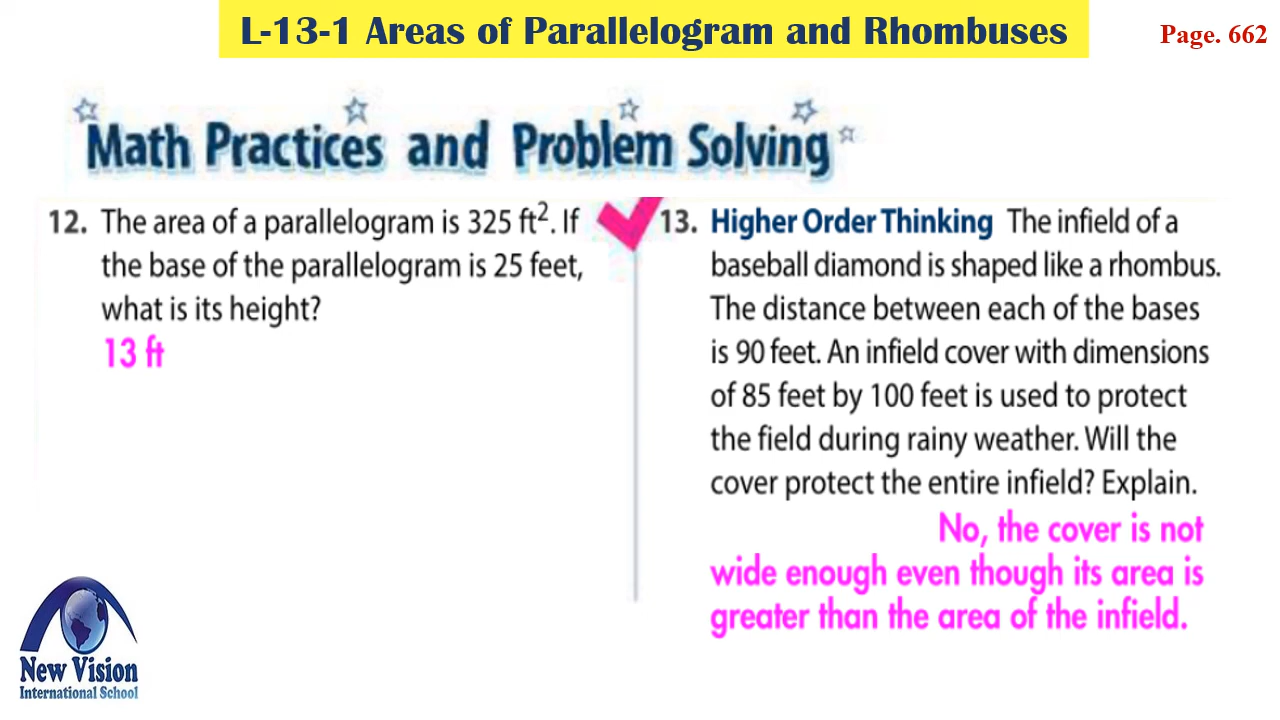 L-13-1 Areas of Parallelogram and Rhombuses
Page. 662
Math Practices and Problem Solving
12. The area of a parallelogram is 325 ft². If
the base of the parallelogram is 25 feet,
what is its height?
13 ft
13. Higher Order Thinking The infield of a
baseball diamond is shaped like a rhombus.
The distance between each of the bases
is 90 feet. An infield cover with dimensions
of 85 feet by 100 feet is used to protect
the field during rainy weather. Will the
cover protect the entire infield? Explain.
No, the cover is not
wide enough even though its area is
greater than the area of the infield.
New Vision
International School